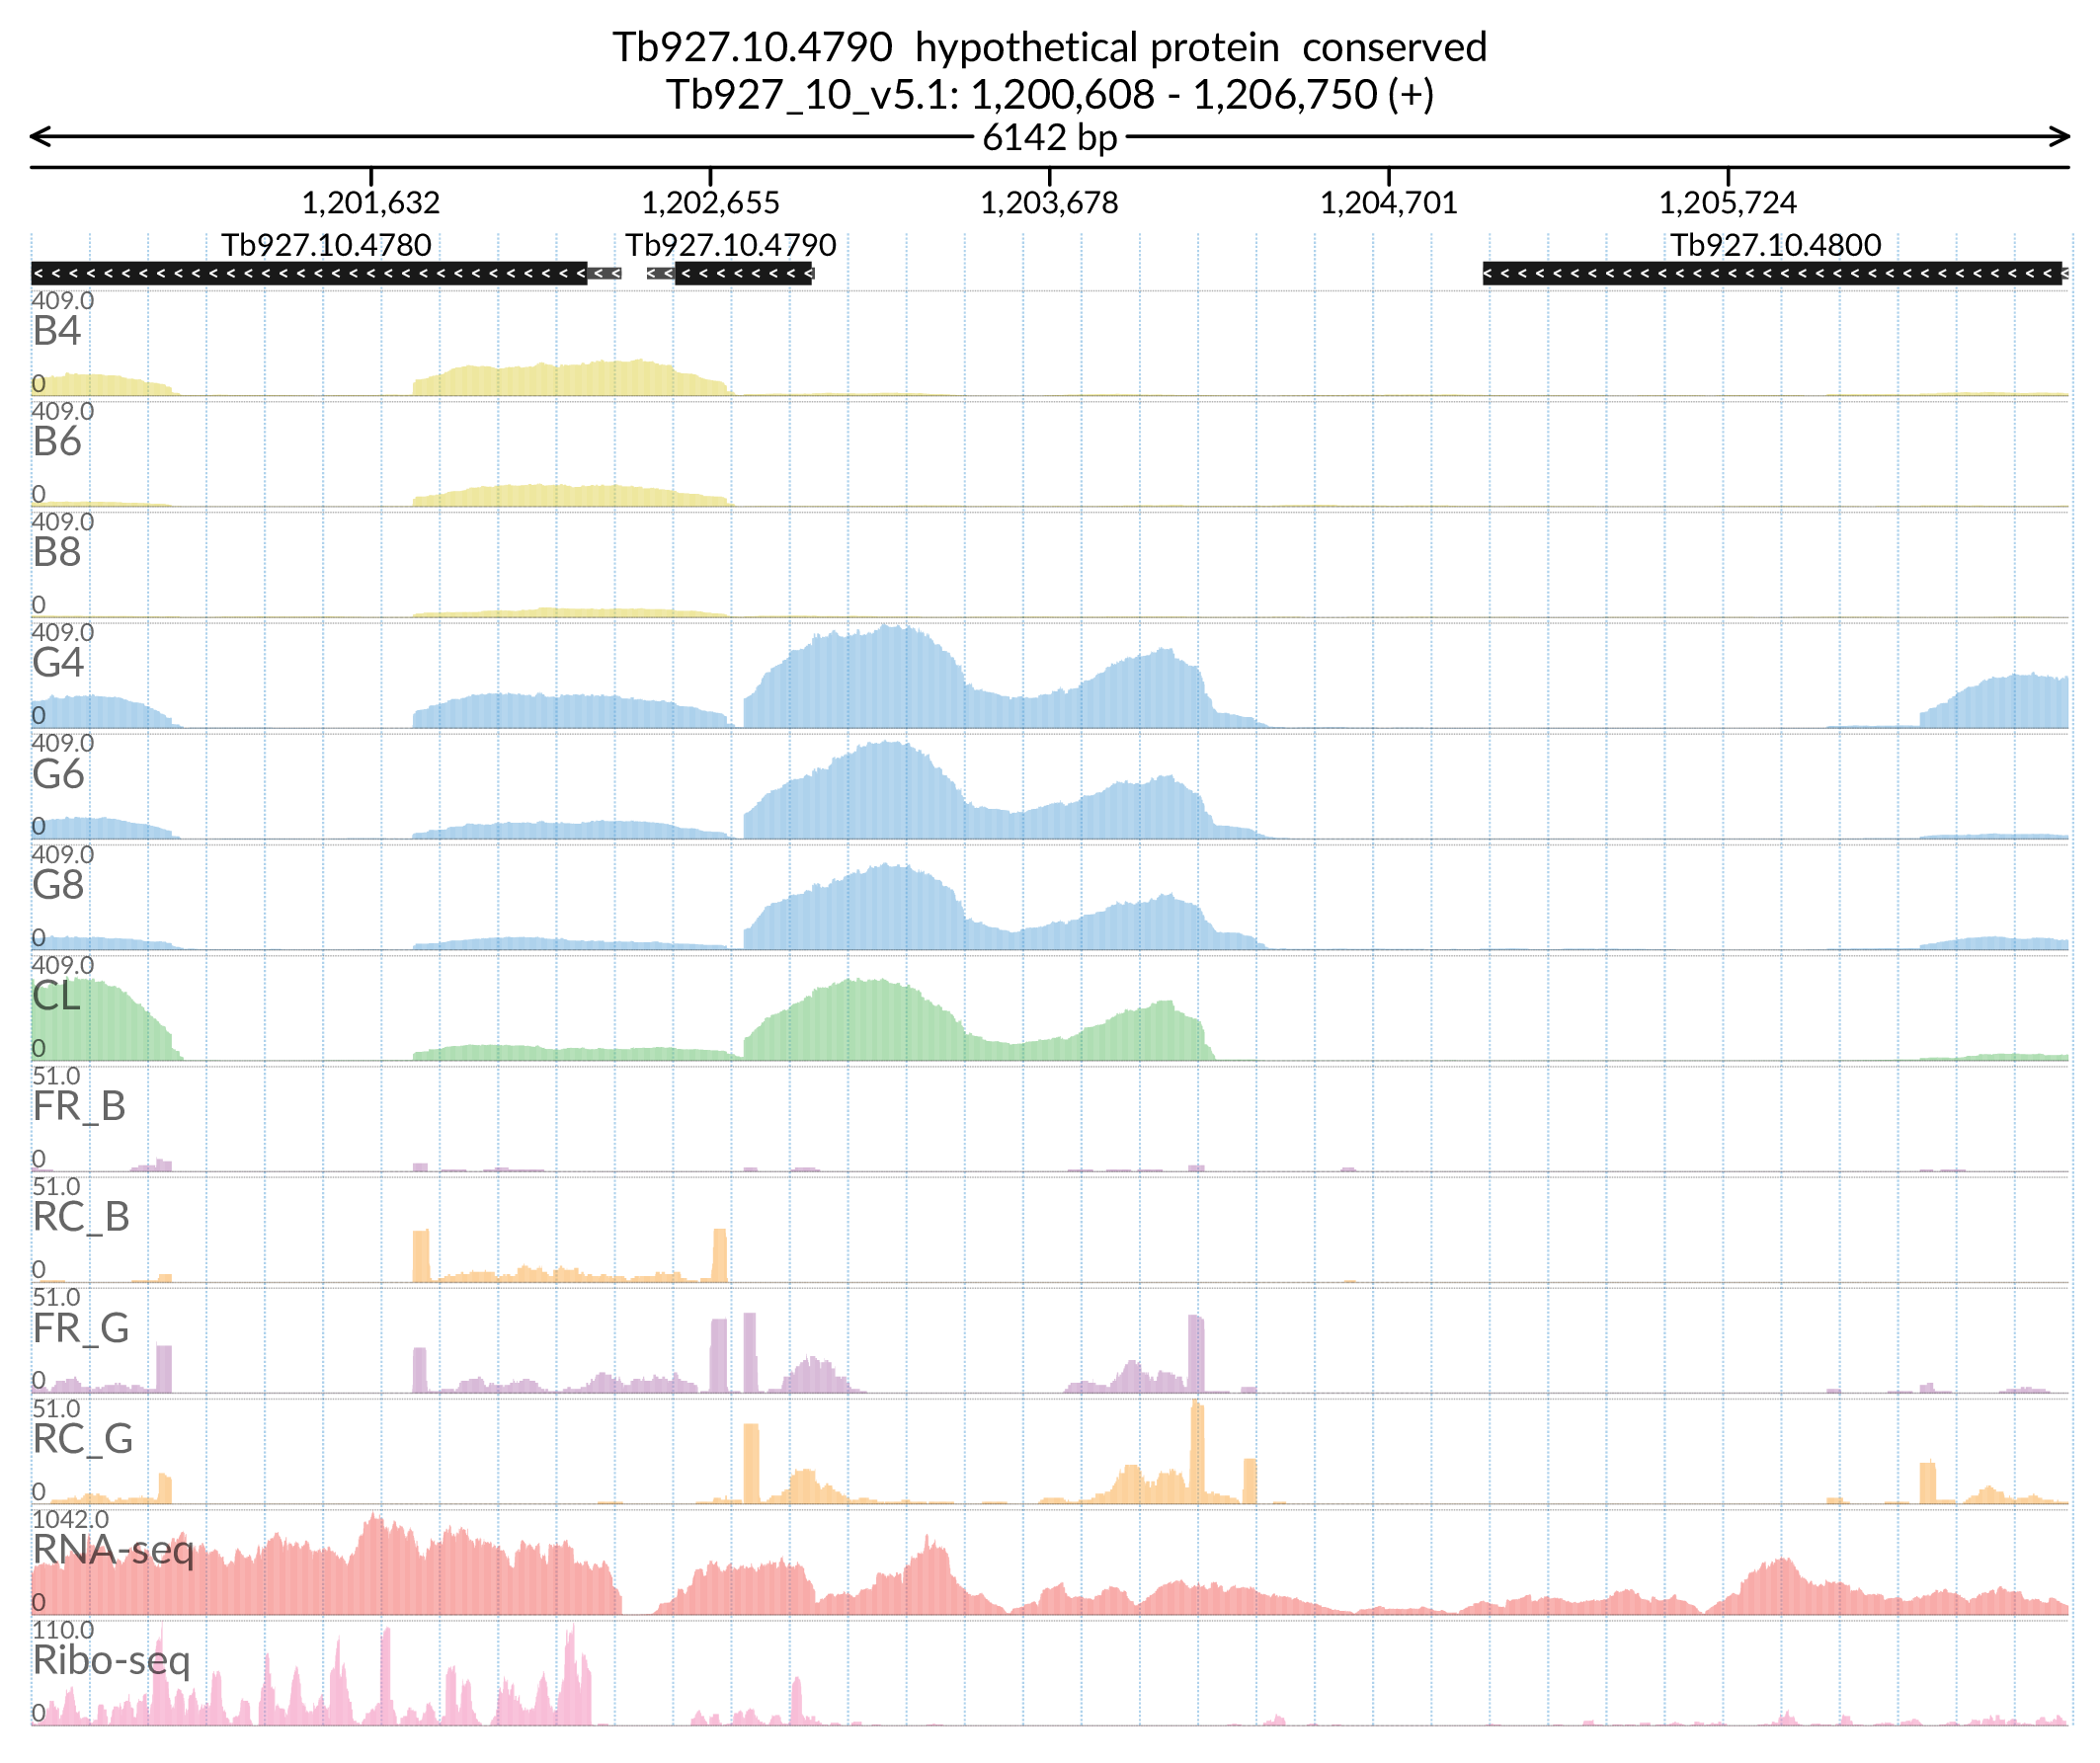 Tb927.10.4790  hypothetical protein  conserved
Tb927_10_v5.1: 1,200,608 - 1,206,750 (+)
6142 bp
1,201,632 1,202,655 1,203,678 1,204,701 1,205,724
Tb927.10.4780 Tb927.10.4790 Tb927.10.4800
409.0
B4
0
409.0
B6
0
409.0
B8
0
409.0
G4
0
409.0
G6
0
409.0
G8
0
409.0
CL
0
51.0
FR_B
0
51.0
RC_B
0
51.0
FR_G
0
51.0
RC_G
0
1042.0
RNA-seq
0
110.0
Ribo-seq
0